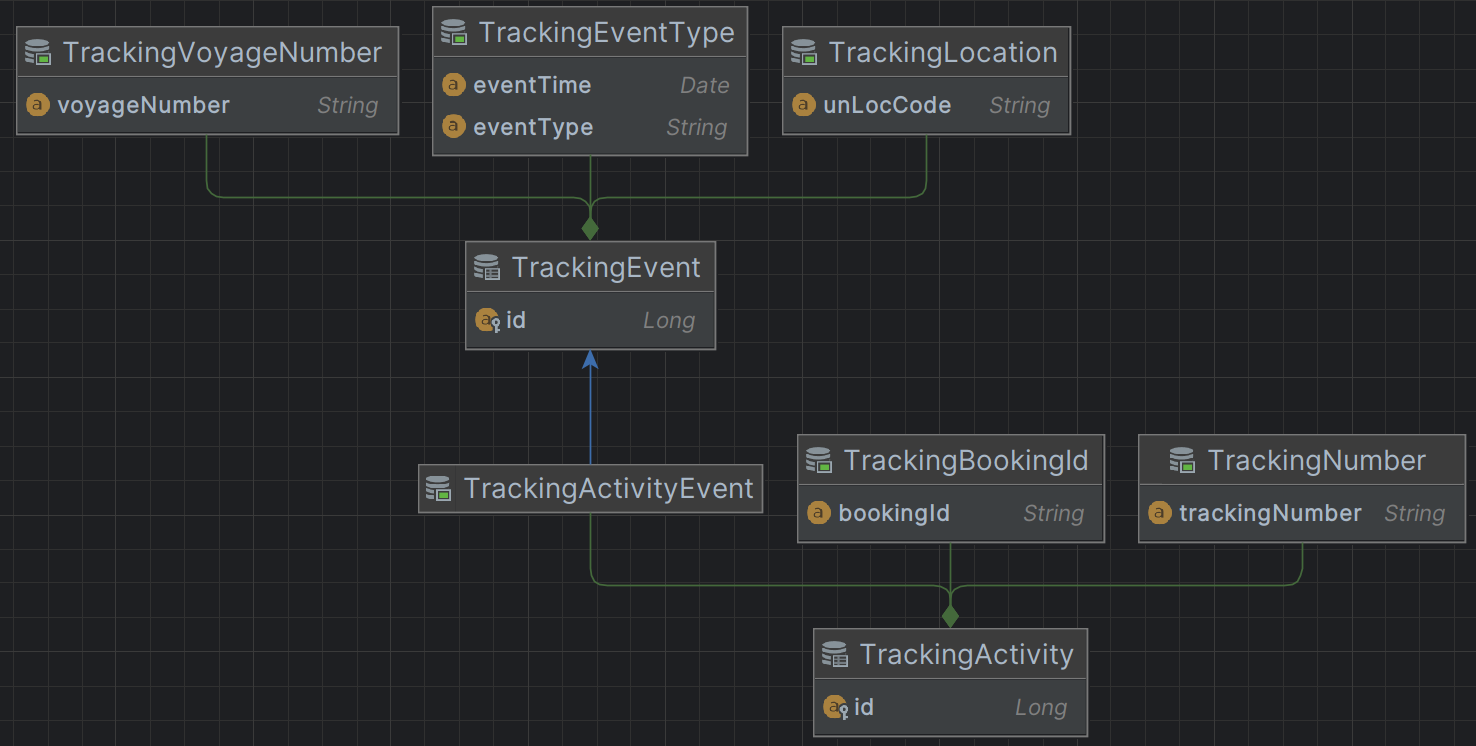 TrackingVoyageNumber
a voyageNumber String
TrackingEventType
a eventTime Date
a eventType String
TrackingLocation
a unLocCode String
TrackingEvent
a id Long
TrackingActivityEvent
TrackingBookingId
a bookingId String
TrackingNumber
a trackingNumber String
TrackingActivity
a id Long